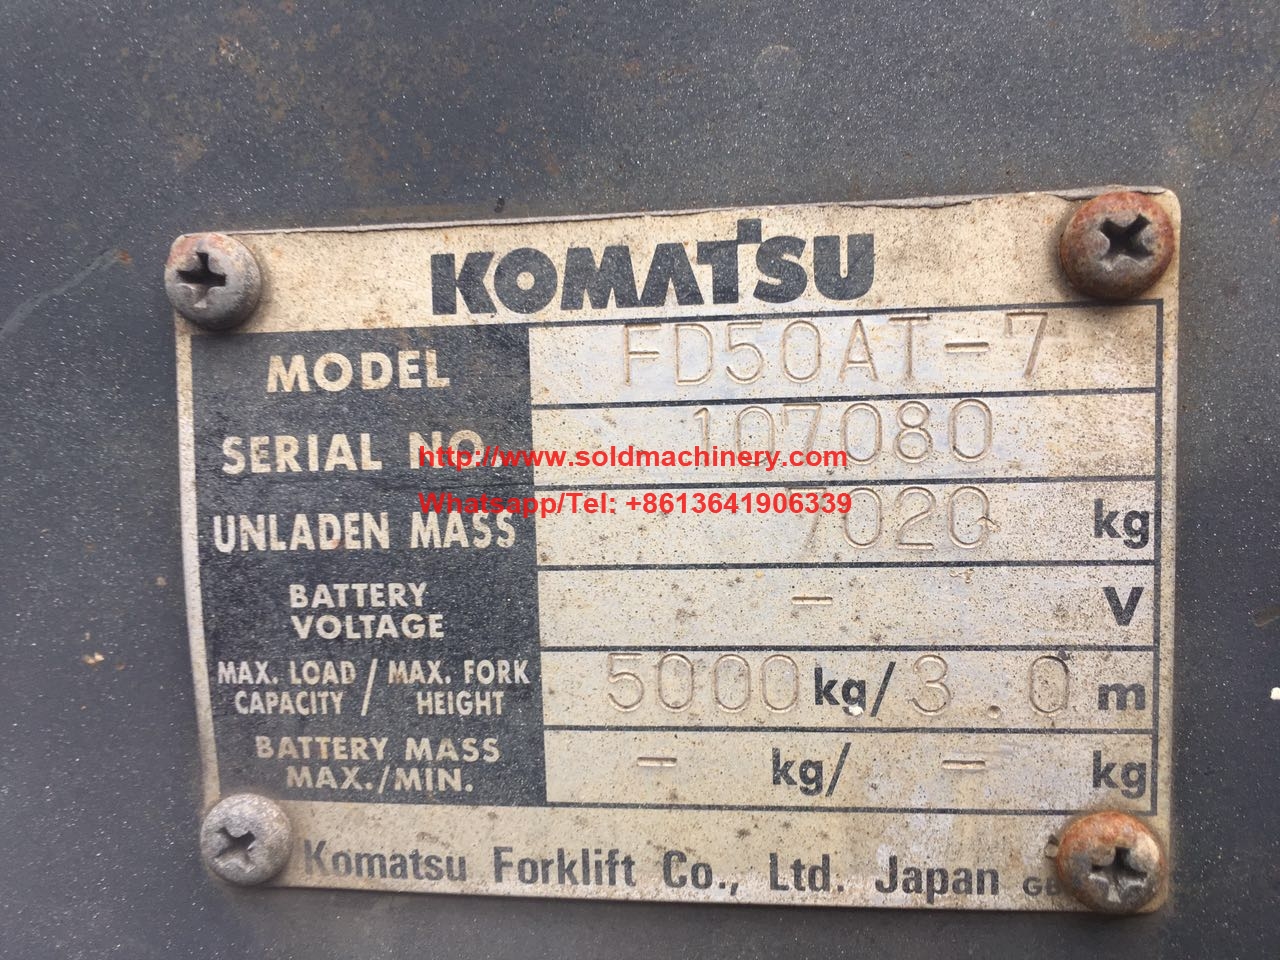 KOMATSU
MODEL FD50AT-7
SERIAL NO. 107080
http://www.soldmachinery.com
Whatsapp/Tel: +8613641906339
UNLADEN MASS 7020 kg
BATTERY VOLTAGE - V
MAX. LOAD CAPACITY / MAX. FORK HEIGHT 5000 kg/ 3.0 m
BATTERY MASS MAX./MIN. - kg/ - kg
Komatsu Forklift Co., Ltd. Japan